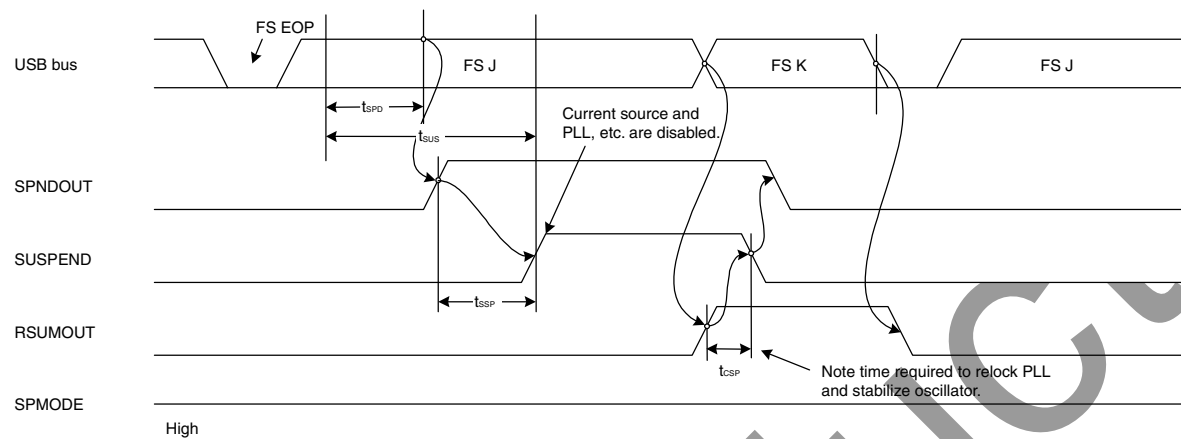 FS EOP
USB bus
FS J
FS K
FS J
tSPD
tSUS
Current source and
PLL, etc. are disabled.
SPNDOUT
SUSPEND
tSSP
RSUMOUT
tCSP
Note time required to relock PLL
and stabilize oscillator.
SPMODE
High